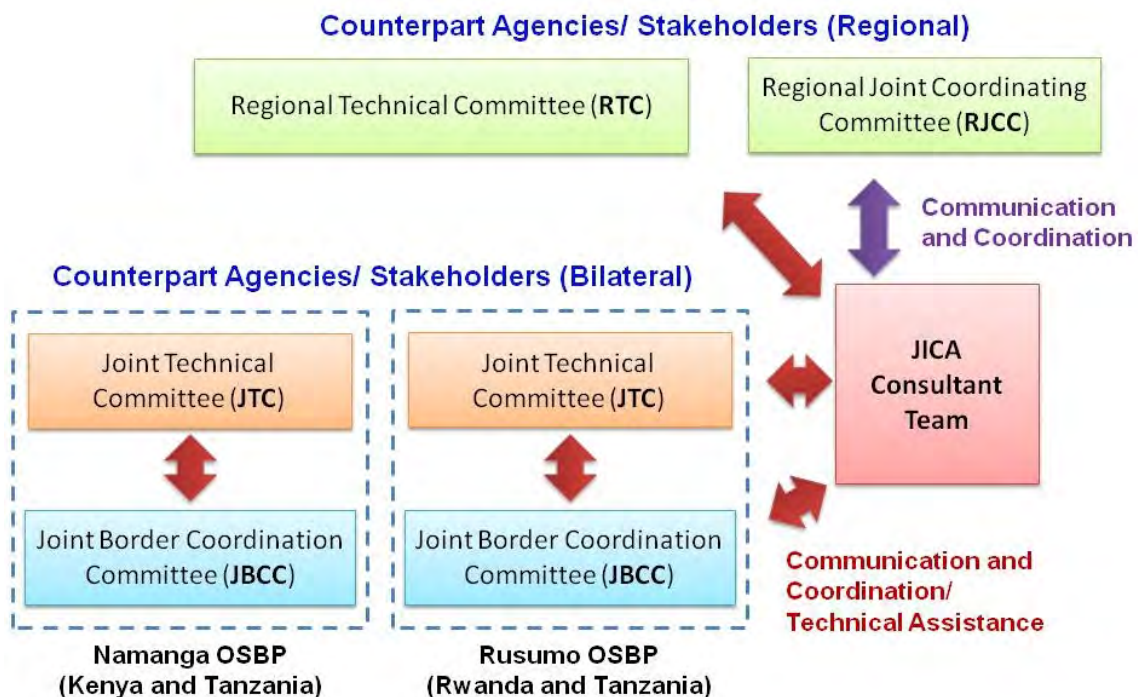 Counterpart Agencies/ Stakeholders (Regional)
Regional Technical Committee (RTC)
Regional Joint Coordinating
Committee (RJCC)
Communication
and Coordination
Counterpart Agencies/ Stakeholders (Bilateral)
Joint Technical
Committee (JTC)
Joint Technical
Committee (JTC)
JICA
Consultant
Team
Joint Border Coordination
Committee (JBCC)
Joint Border Coordination
Committee (JBCC)
Communication and
Coordination/
Technical Assistance
Namanga OSBP
(Kenya and Tanzania)
Rusumo OSBP
(Rwanda and Tanzania)